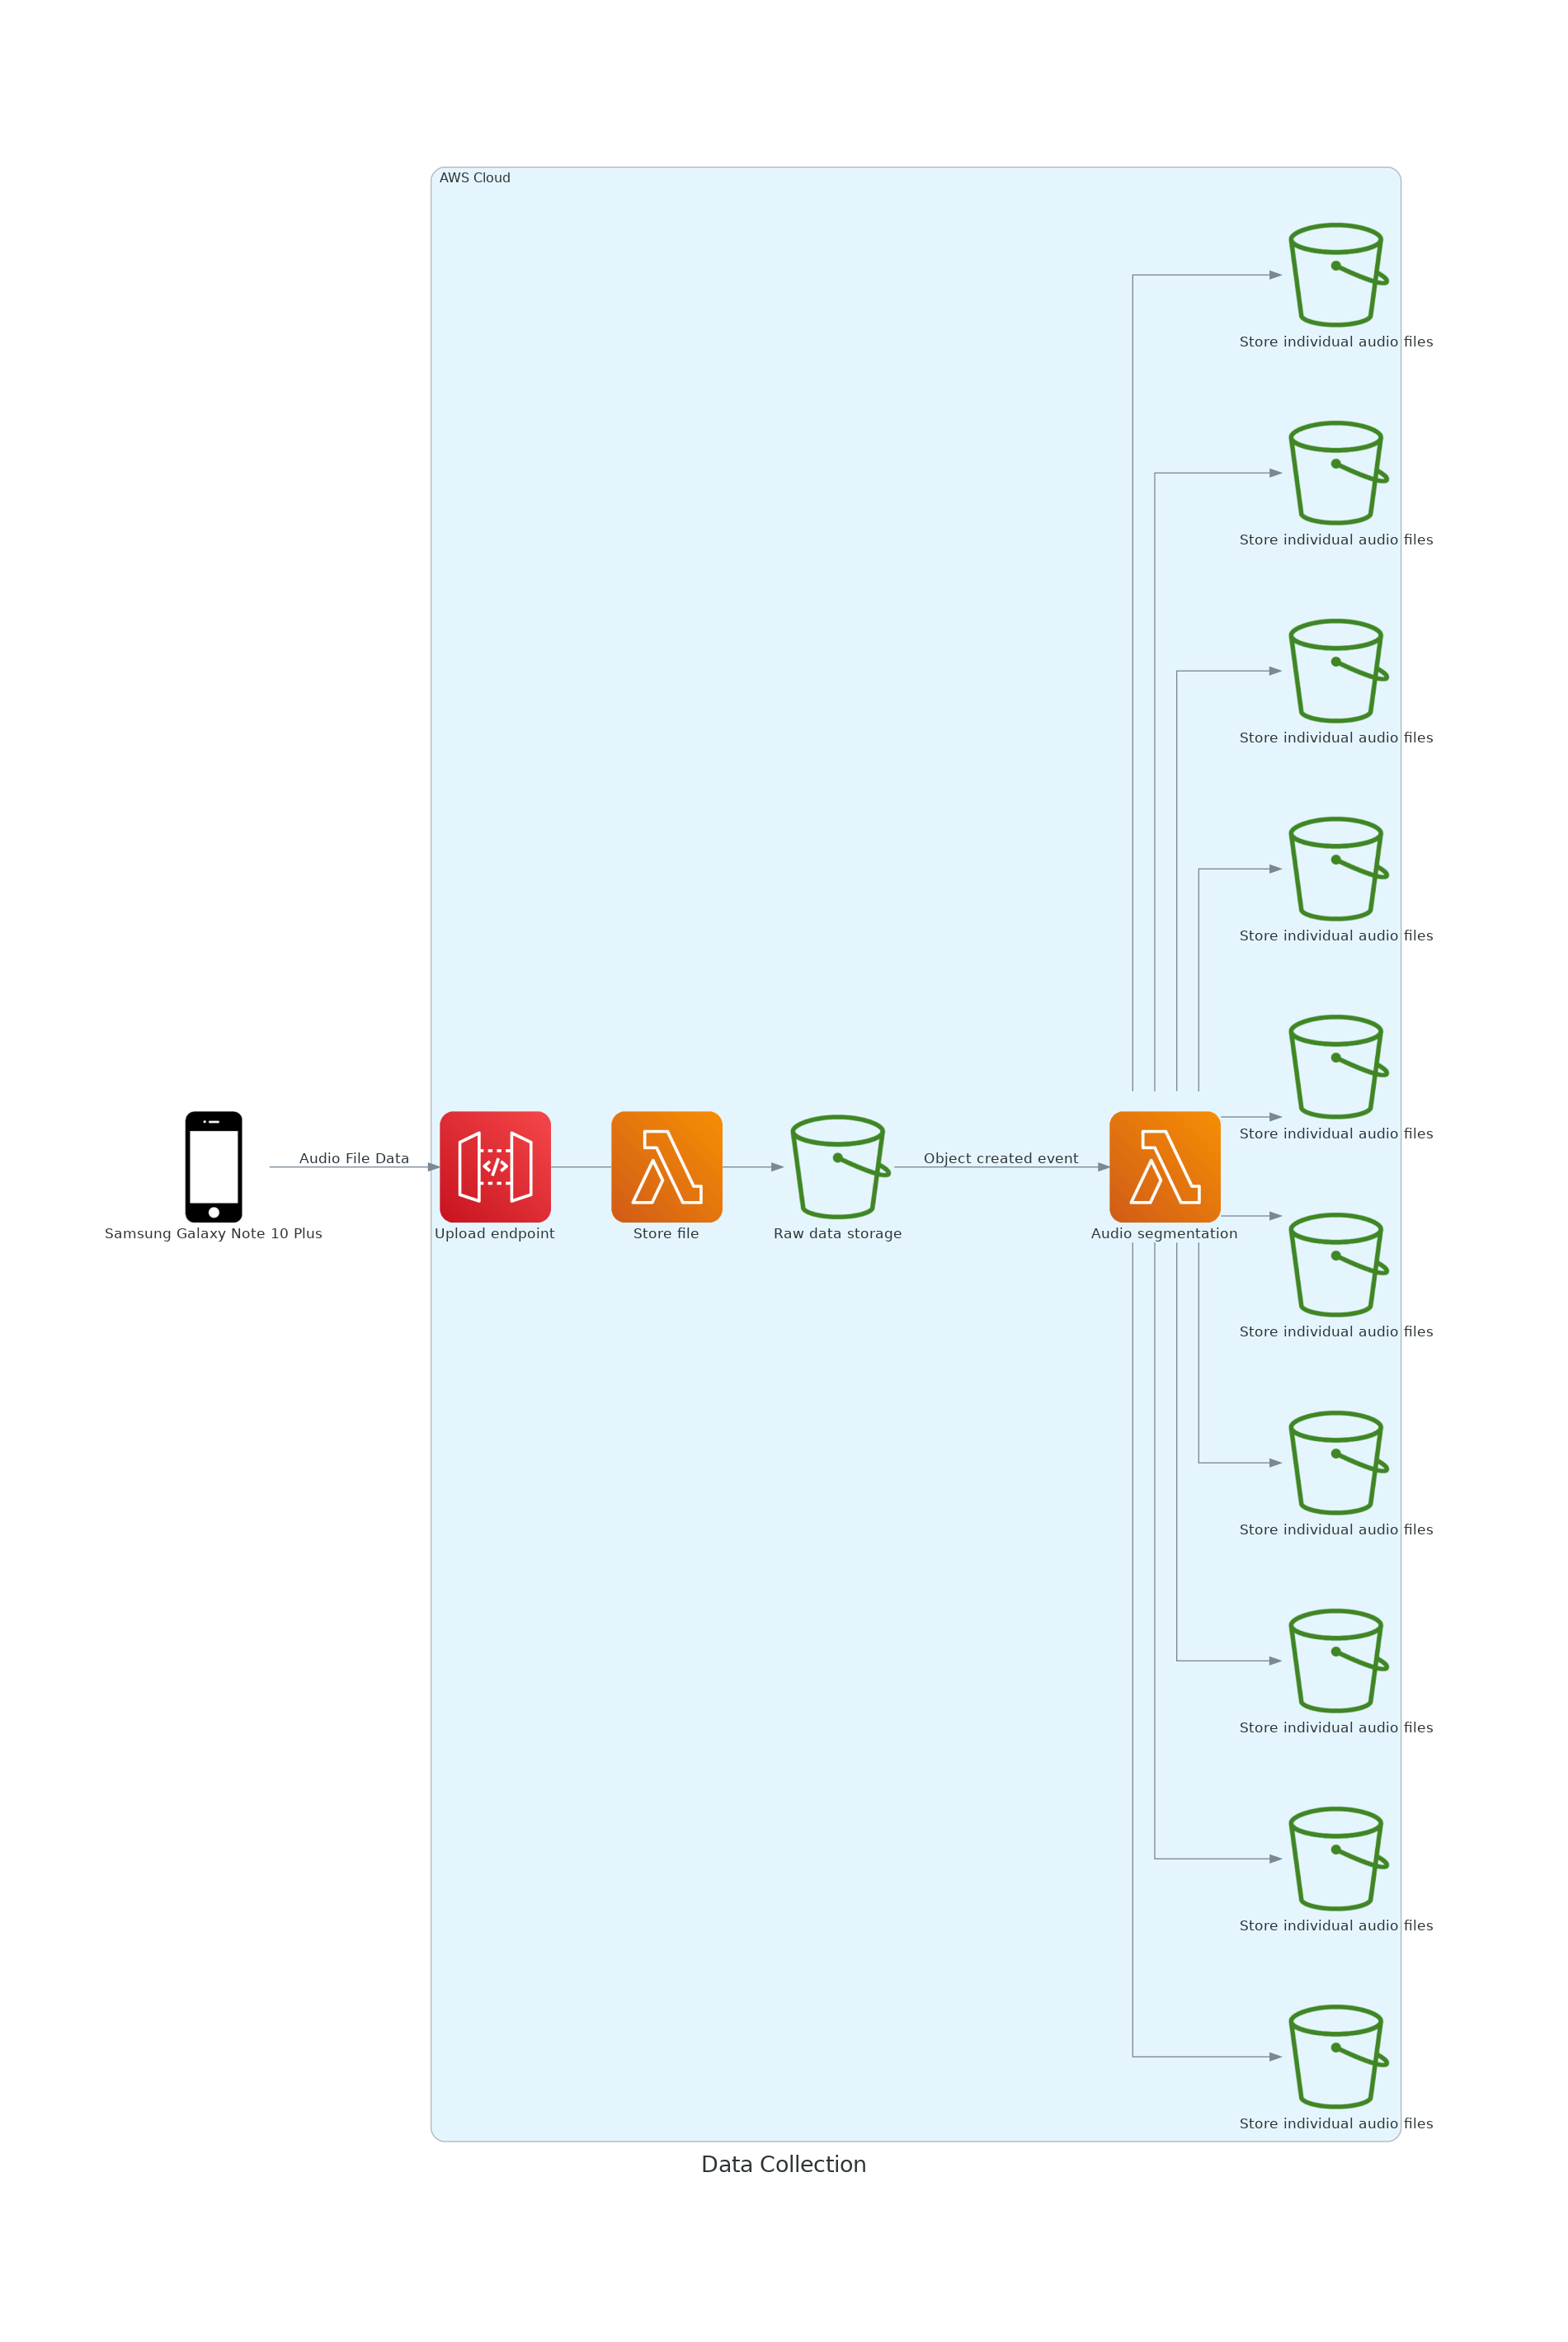 AWS Cloud
Store individual audio files
Store individual audio files
Store individual audio files
Store individual audio files
Store individual audio files
Audio File Data
Object created event
Samsung Galaxy Note 10 Plus
Upload endpoint
Store file
Raw data storage
Audio segmentation
Store individual audio files
Store individual audio files
Store individual audio files
Store individual audio files
Store individual audio files
Data Collection